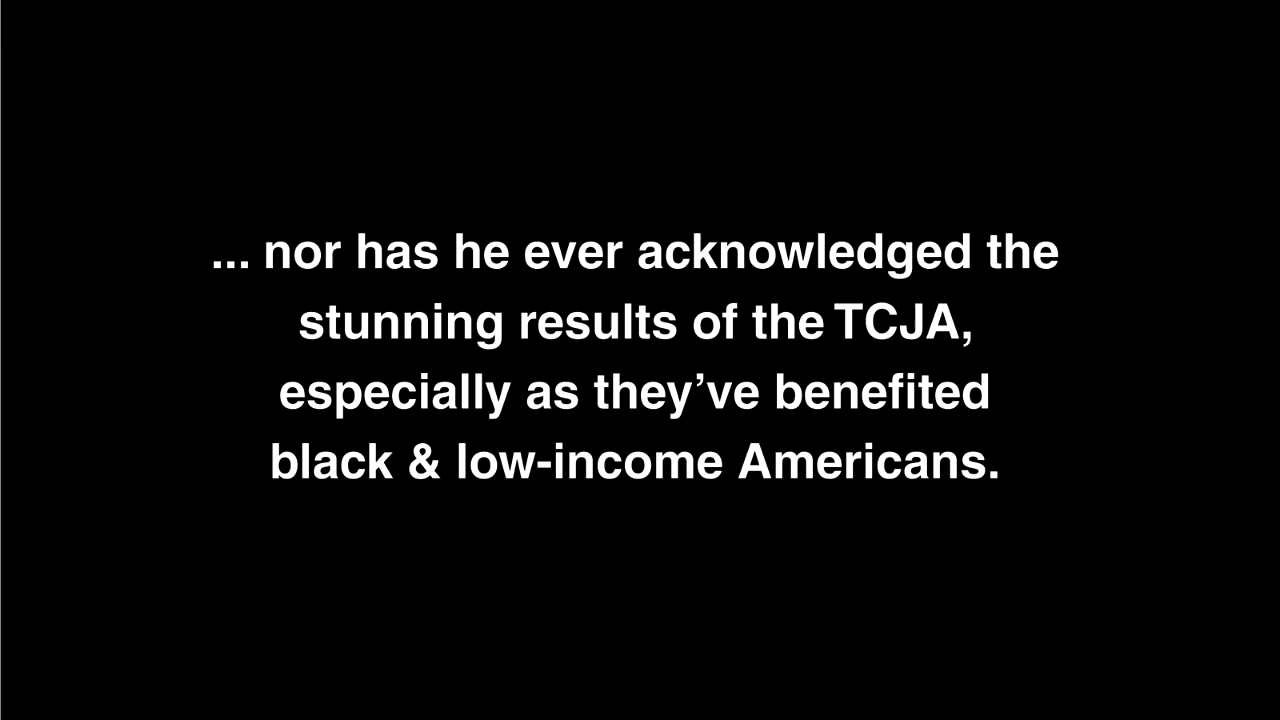 ... nor has he ever acknowledged the
stunning results of the TCJA,
especially as they’ve benefited
black & low-income Americans.